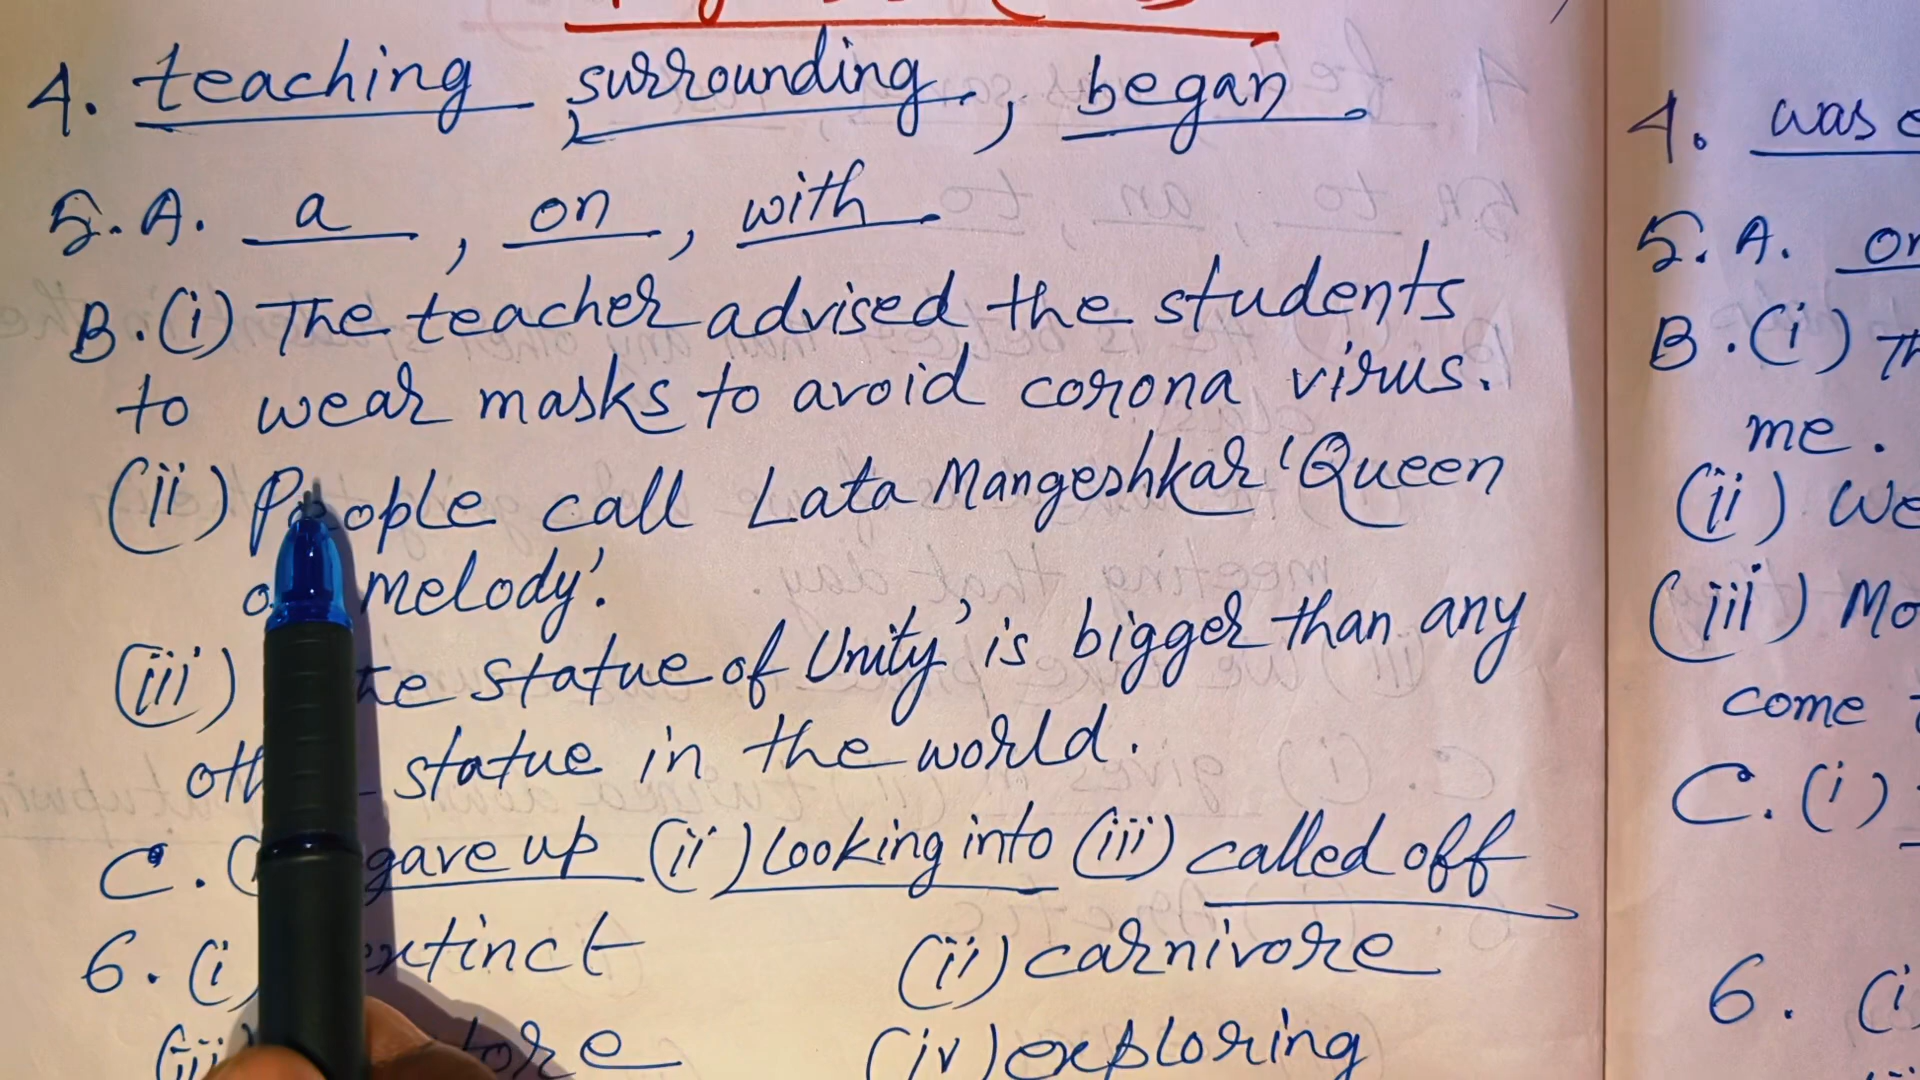 4. teaching surrounding, began.
5. A. a, on, with
B. (i) The teacher advised the students
to wear masks to avoid corona virus.
(ii) People call Lata Mangeshkar 'Queen
Melody'.
(iii) statue of Unity' is bigger than any
statue in the world.
C. gave up (ii) looking into (iii) called off
6. (i) extinct (ii) carnivore
(iii) (iv) exploring
4. was
5. A.
B. (i)
me.
(ii) We
(iii)
come
C. (i)
6. (i)